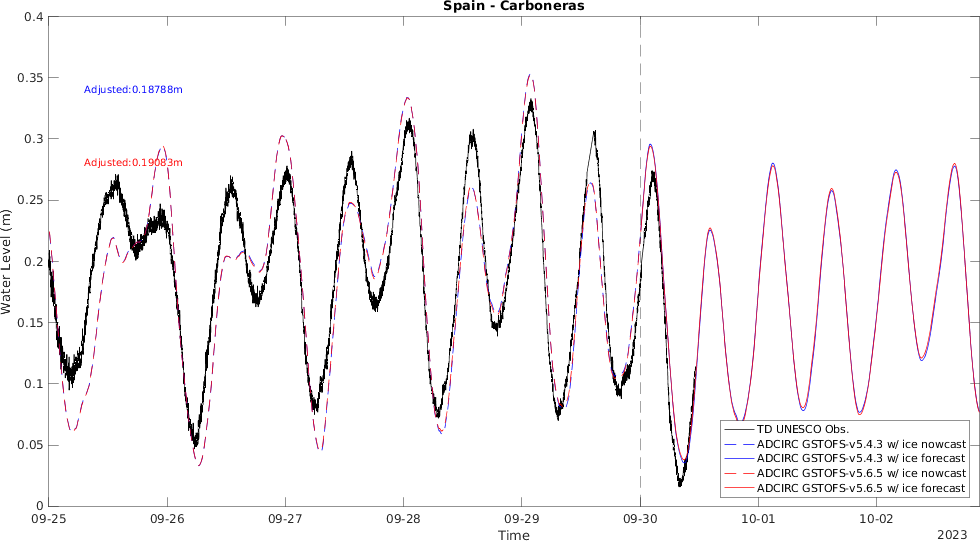 Spain - Carboneras
0.4
0.35
0.3
0.25
0.2
0.15
0.1
0.05
0
Water Level (m)
Adjusted:0.18788m
Adjusted:0.19083m
TD UNESCO Obs.
ADCIRC GSTOFS-v5.4.3 w/ ice nowcast
ADCIRC GSTOFS-v5.4.3 w/ ice forecast
ADCIRC GSTOFS-v5.6.5 w/ ice nowcast
ADCIRC GSTOFS-v5.6.5 w/ ice forecast
09-25 09-26 09-27 09-28 09-29 09-30 10-01 10-02
Time
2023